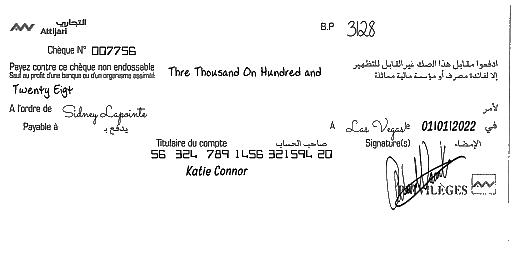 التجاري
Attijari
B.P 3128
Chèque N° 007756
Payez contre ce chèque non endossable
Sauf au profit d'une banque ou d'un organisme assimilé
Thre Thousand On Hundred and
ادفعوا مقابل هذا الصك غير القابل للتظهير
إلا لفائدة مصرف أو مؤسسة مالية مماثلة
Twenty Eigt
A l'ordre de Sidney Lapointe
لأمر
Payable à يدفع بـ
A Las Vegas le 01/01/2022 في
Titulaire du compte صاحب الحساب
Signature(s) الإمضاء
56 324 789 1456 321594 20
Katie Connor
PRIVILÈGES